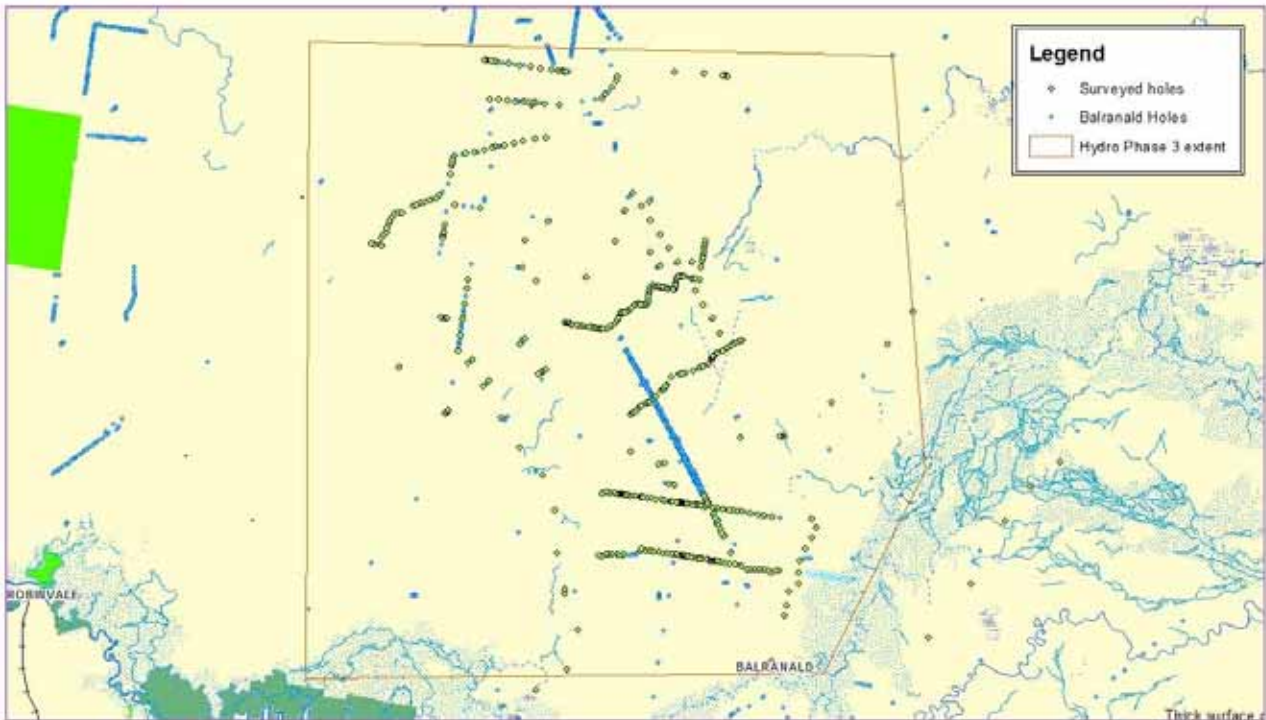 Legend
Surveyed holes
Balranald Holes
Hydro Phase 3 extent
ROBINVALE
BALRANALD
Thick surface